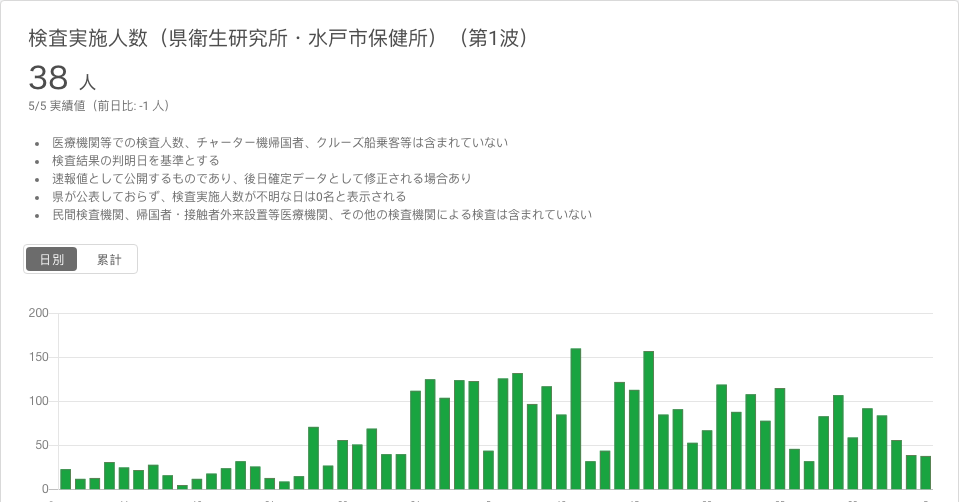 検査実施人数（県衛生研究所・水戸市保健所）（第1波）
38 人
5/5 実績値（前日比: -1 人）
医療機関等での検査人数、チャーター機帰国者、クルーズ船乗客等は含まれていない
検査結果の判明日を基準とする
速報値として公開するものであり、後日確定データとして修正される場合あり
県が公表しておらず、検査実施人数が不明な日は0名と表示される
民間検査機関、帰国者・接触者外来設置等医療機関、その他の検査機関による検査は含まれていない
日別 累計
200
150
100
50
0